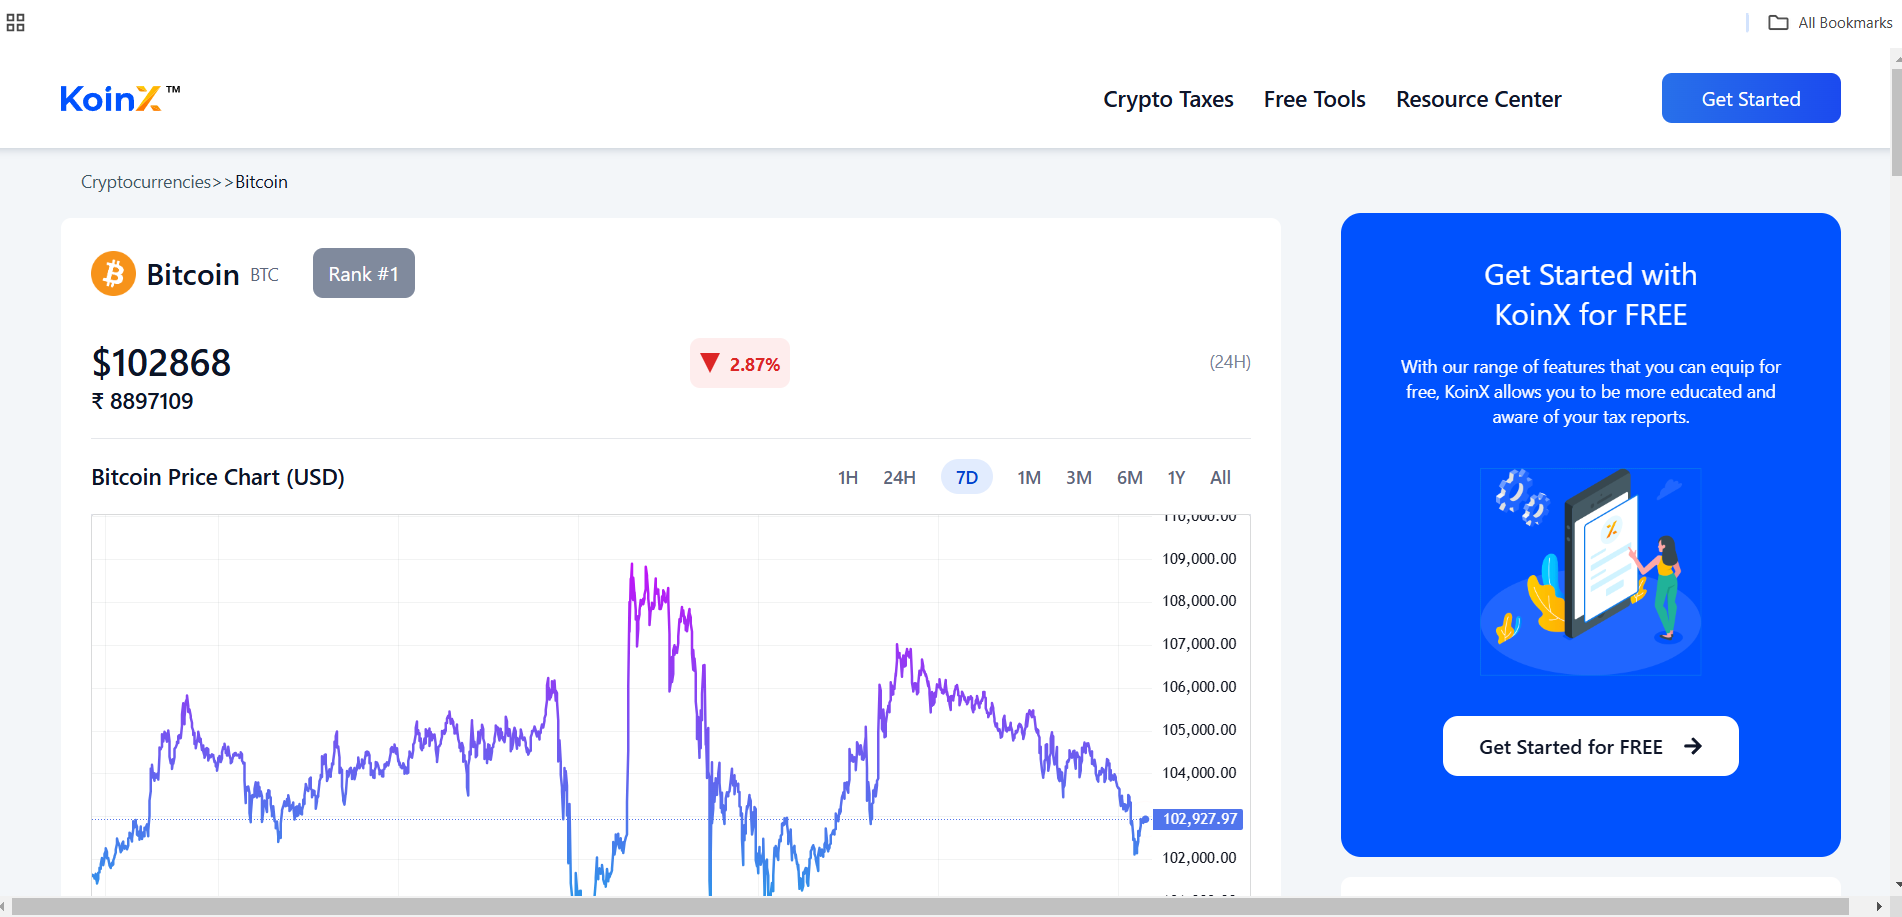 All Bookmarks
KoinX™
Crypto Taxes Free Tools Resource Center Get Started
Cryptocurrencies>>Bitcoin
Bitcoin BTC Rank #1
$102868
▼ 2.87%
(24H)
₹ 8897109
Bitcoin Price Chart (USD)
1H 24H 7D 1M 3M 6M 1Y All
110,000.00
109,000.00
108,000.00
107,000.00
106,000.00
105,000.00
104,000.00
102,927.97
102,000.00
Get Started with
KoinX for FREE
With our range of features that you can equip for
free, KoinX allows you to be more educated and
aware of your tax reports.
Get Started for FREE →